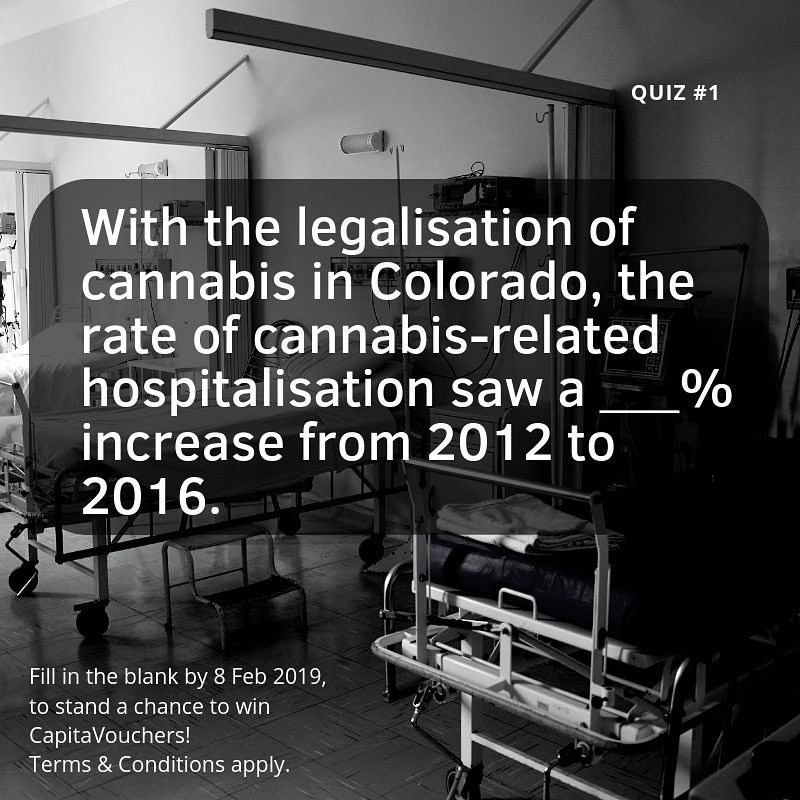 QUIZ #1
With the legalisation of
cannabis in Colorado, the
rate of cannabis-related
hospitalisation saw a ___%
increase from 2012 to
2016.
Fill in the blank by 8 Feb 2019,
to stand a chance to win
CapitaVouchers!
Terms & Conditions apply.